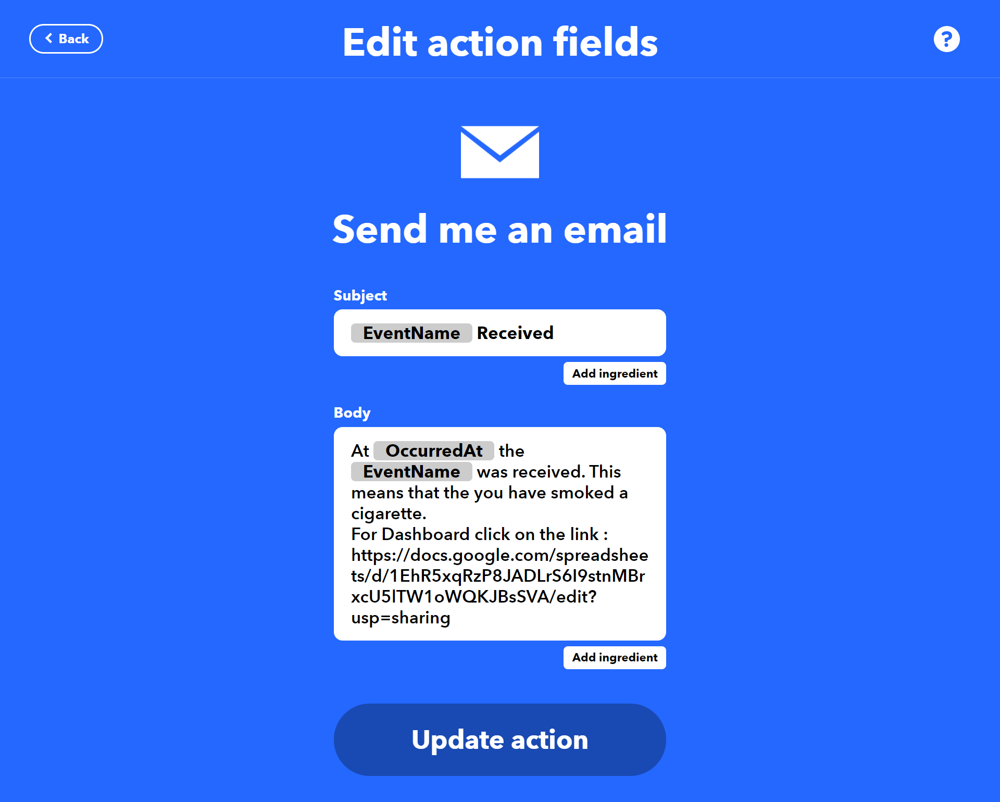 Back
Edit action fields
?
Send me an email
Subject
EventName Received
Add ingredient
Body
At OccurredAt the
EventName was received. This
means that the you have smoked a
cigarette.
For Dashboard click on the link :
https://docs.google.com/spreadshee
ts/d/1EhR5xqRzP8JADLrS6I9stnMBr
xcU5lTW1oWQKJBsSVA/edit?
usp=sharing
Add ingredient
Update action